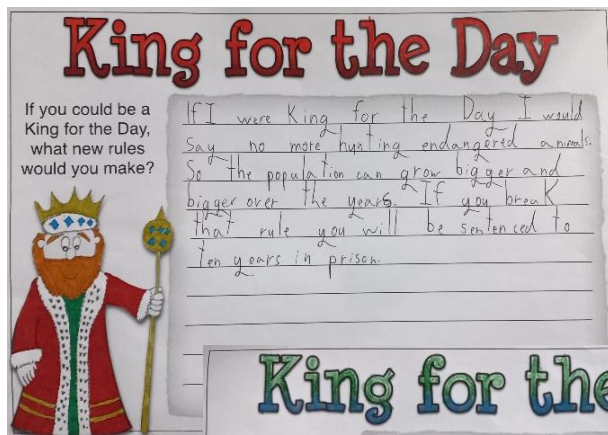 King for the Day
If you could be a
King for the Day,
what new rules
would you make?
If I were King for the Day I would
Say no more hunting endangered animals.
So the population can grow bigger and
bigger over the years. If you break
that rule you will be sentenced to
ten years in prison.
King for the